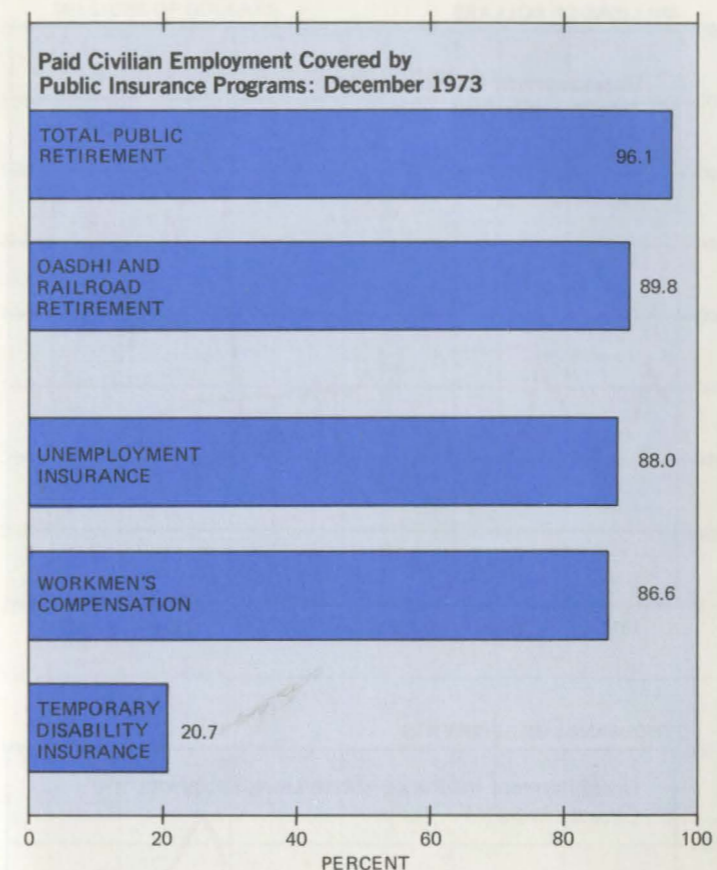 Paid Civilian Employment Covered by
Public Insurance Programs: December 1973
TOTAL PUBLIC
RETIREMENT
96.1
OASDHI AND
RAILROAD
RETIREMENT
89.8
UNEMPLOYMENT
INSURANCE
88.0
WORKMEN'S
COMPENSATION
86.6
TEMPORARY
DISABILITY
INSURANCE
20.7
0 20 40 60 80 100
PERCENT